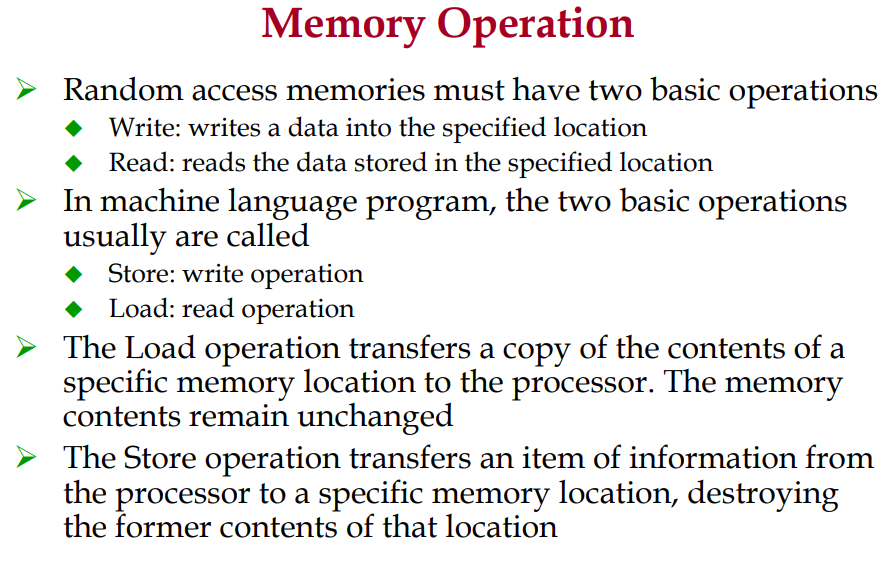 Memory Operation
Random access memories must have two basic operations
Write: writes a data into the specified location
Read: reads the data stored in the specified location
In machine language program, the two basic operations
usually are called
Store: write operation
Load: read operation
The Load operation transfers a copy of the contents of a
specific memory location to the processor. The memory
contents remain unchanged
The Store operation transfers an item of information from
the processor to a specific memory location, destroying
the former contents of that location